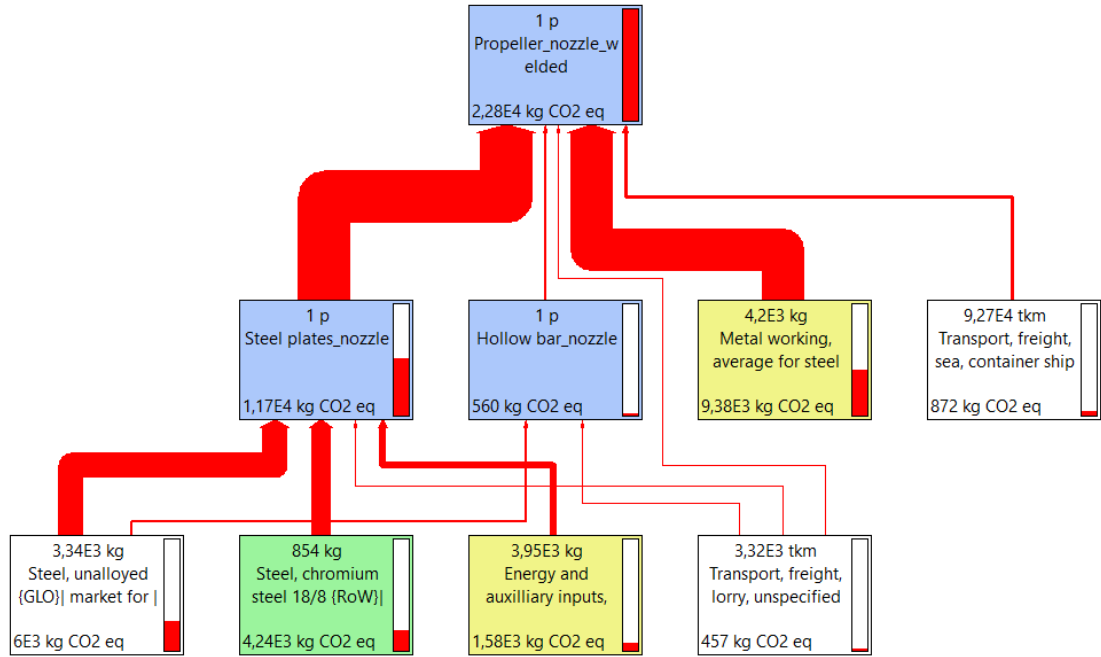 1 p
Propeller_nozzle_w
elded
2,28E4 kg CO2 eq
1 p
Steel plates_nozzle
1,17E4 kg CO2 eq
1 p
Hollow bar_nozzle
560 kg CO2 eq
4,2E3 kg
Metal working,
average for steel
9,38E3 kg CO2 eq
9,27E4 tkm
Transport, freight,
sea, container ship
872 kg CO2 eq
3,34E3 kg
Steel, unalloyed
{GLO}| market for |
6E3 kg CO2 eq
854 kg
Steel, chromium
steel 18/8 {RoW}|
4,24E3 kg CO2 eq
3,95E3 kg
Energy and
auxilliary inputs,
1,58E3 kg CO2 eq
3,32E3 tkm
Transport, freight,
lorry, unspecified
457 kg CO2 eq